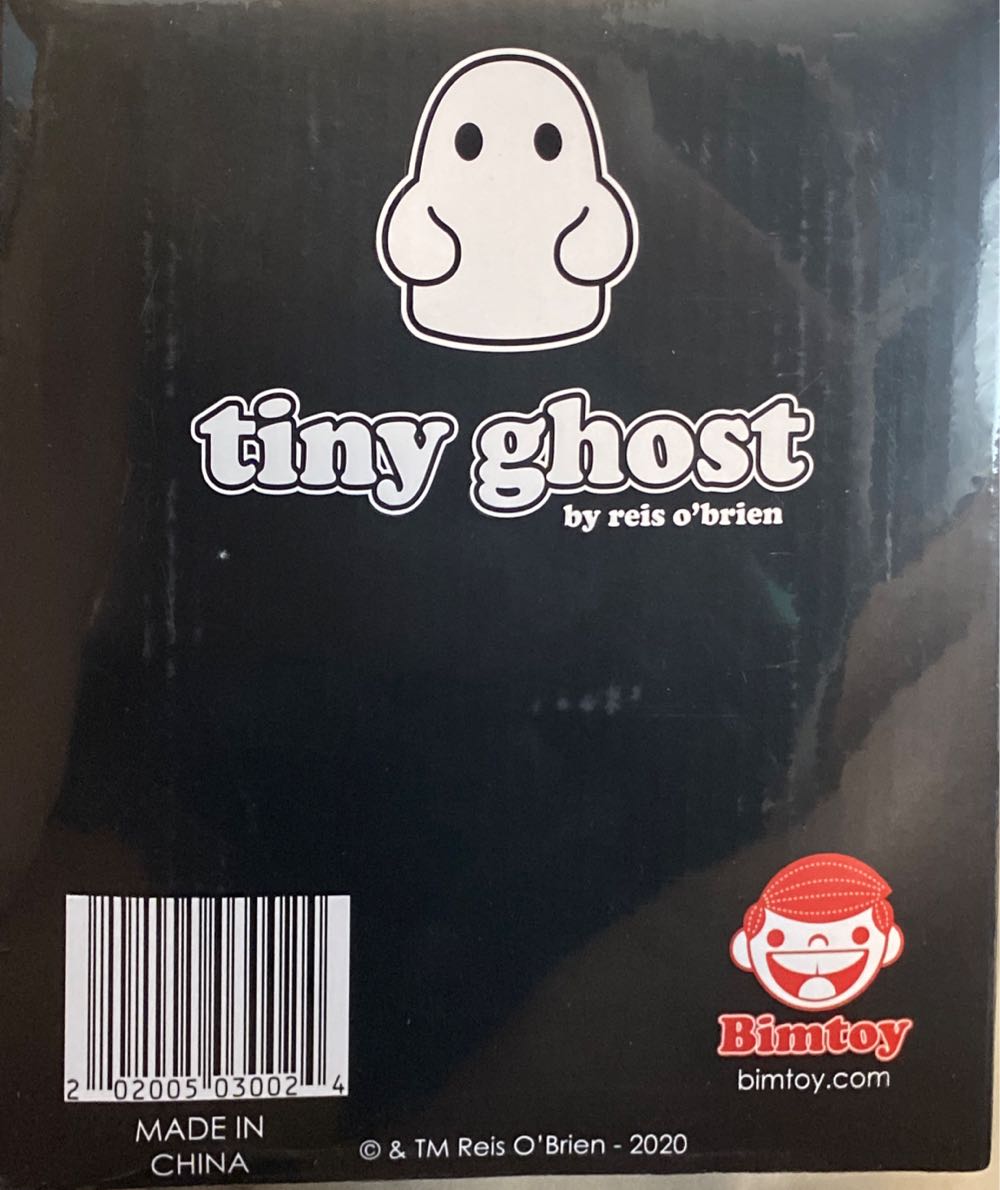 tiny ghost
by reis o'brien
2 02005 03002 4
MADE IN
CHINA
© & TM Reis O'Brien - 2020
Bimtoy
bimtoy.com